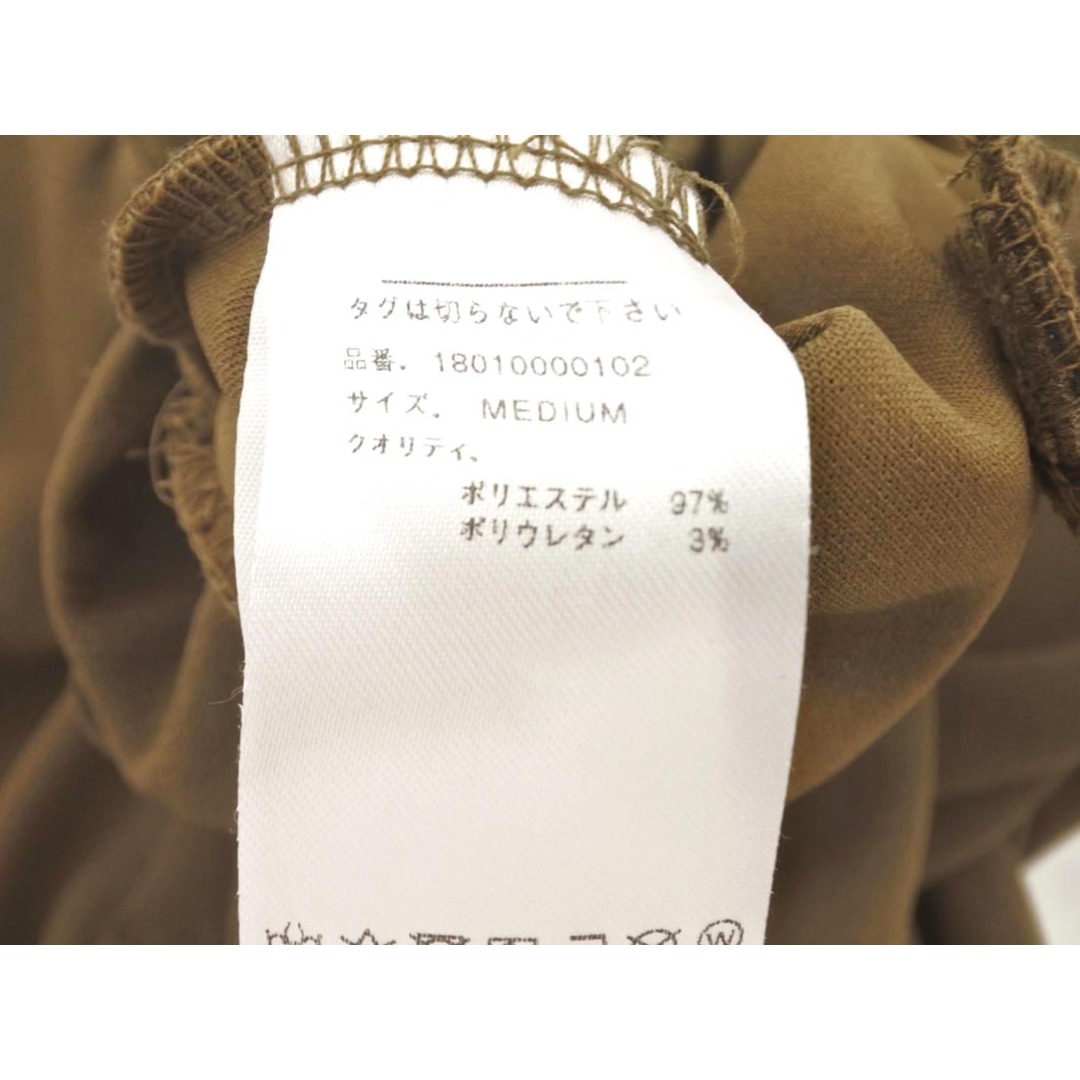 タグは切らないで下さい
品番. 18010000102
サイズ. MEDIUM
クオリティ.
ポリエステル 97%
ポリウレタン 3%
W